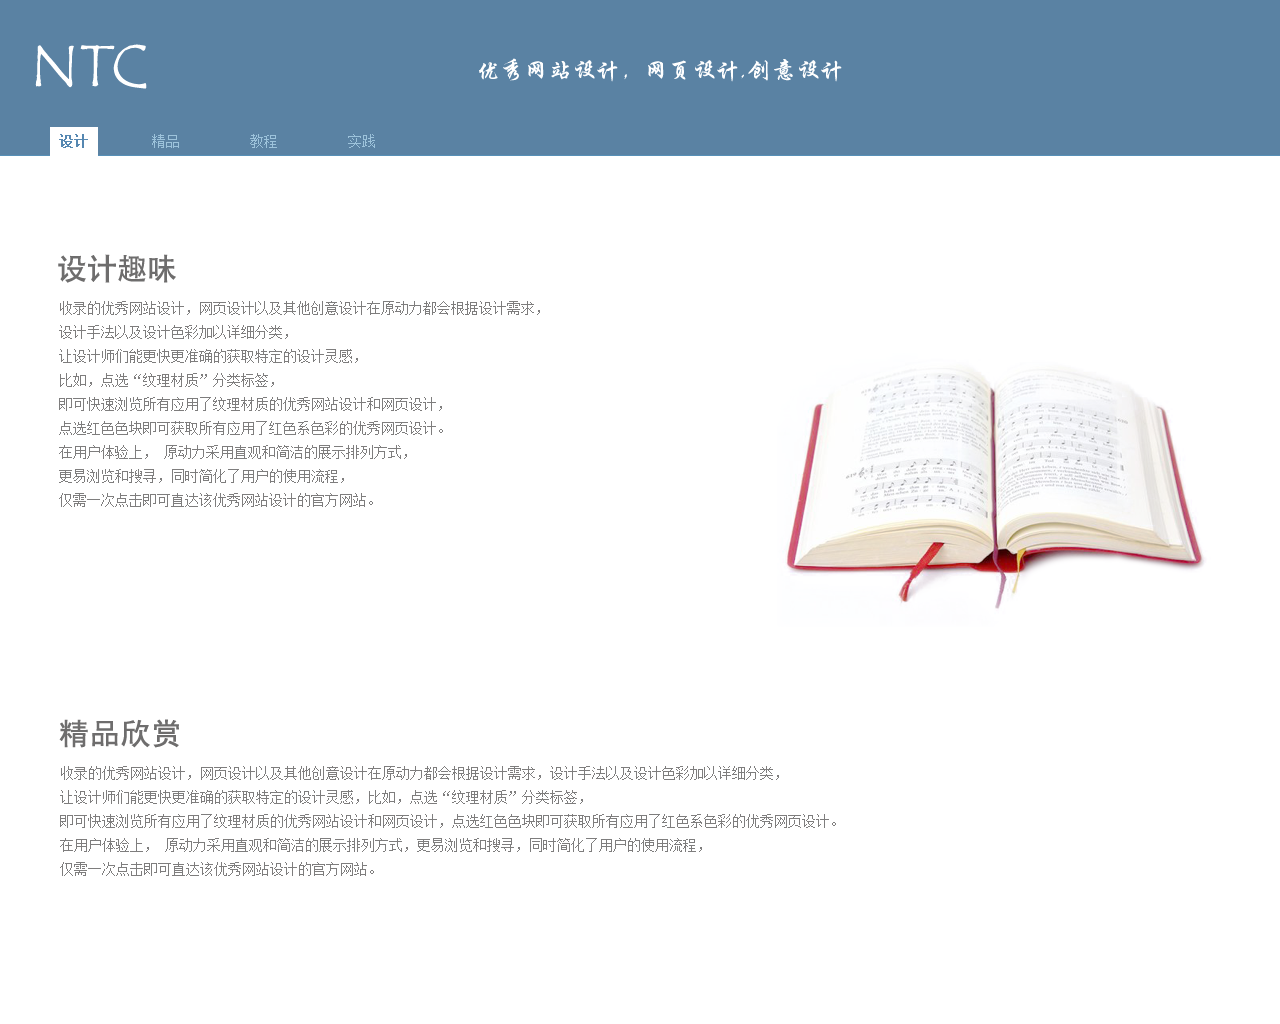 NTC
优秀网站设计，网页设计,创意设计
设计 精品 教程 实践
设计趣味
收录的优秀网站设计，网页设计以及其他创意设计在原动力都会根据设计需求，
设计手法以及设计色彩加以详细分类，
让设计师们能更快更准确的获取特定的设计灵感，
比如，点选“纹理材质”分类标签，
即可快速浏览所有应用了纹理材质的优秀网站设计和网页设计，
点选红色色块即可获取所有应用了红色系色彩的优秀网页设计。
在用户体验上， 原动力采用直观和简洁的展示排列方式，
更易浏览和搜寻，同时简化了用户的使用流程，
仅需一次点击即可直达该优秀网站设计的官方网站。
精品欣赏
收录的优秀网站设计，网页设计以及其他创意设计在原动力都会根据设计需求，设计手法以及设计色彩加以详细分类，
让设计师们能更快更准确的获取特定的设计灵感，比如，点选“纹理材质”分类标签，
即可快速浏览所有应用了纹理材质的优秀网站设计和网页设计，点选红色色块即可获取所有应用了红色系色彩的优秀网页设计。
在用户体验上， 原动力采用直观和简洁的展示排列方式，更易浏览和搜寻，同时简化了用户的使用流程，
仅需一次点击即可直达该优秀网站设计的官方网站。